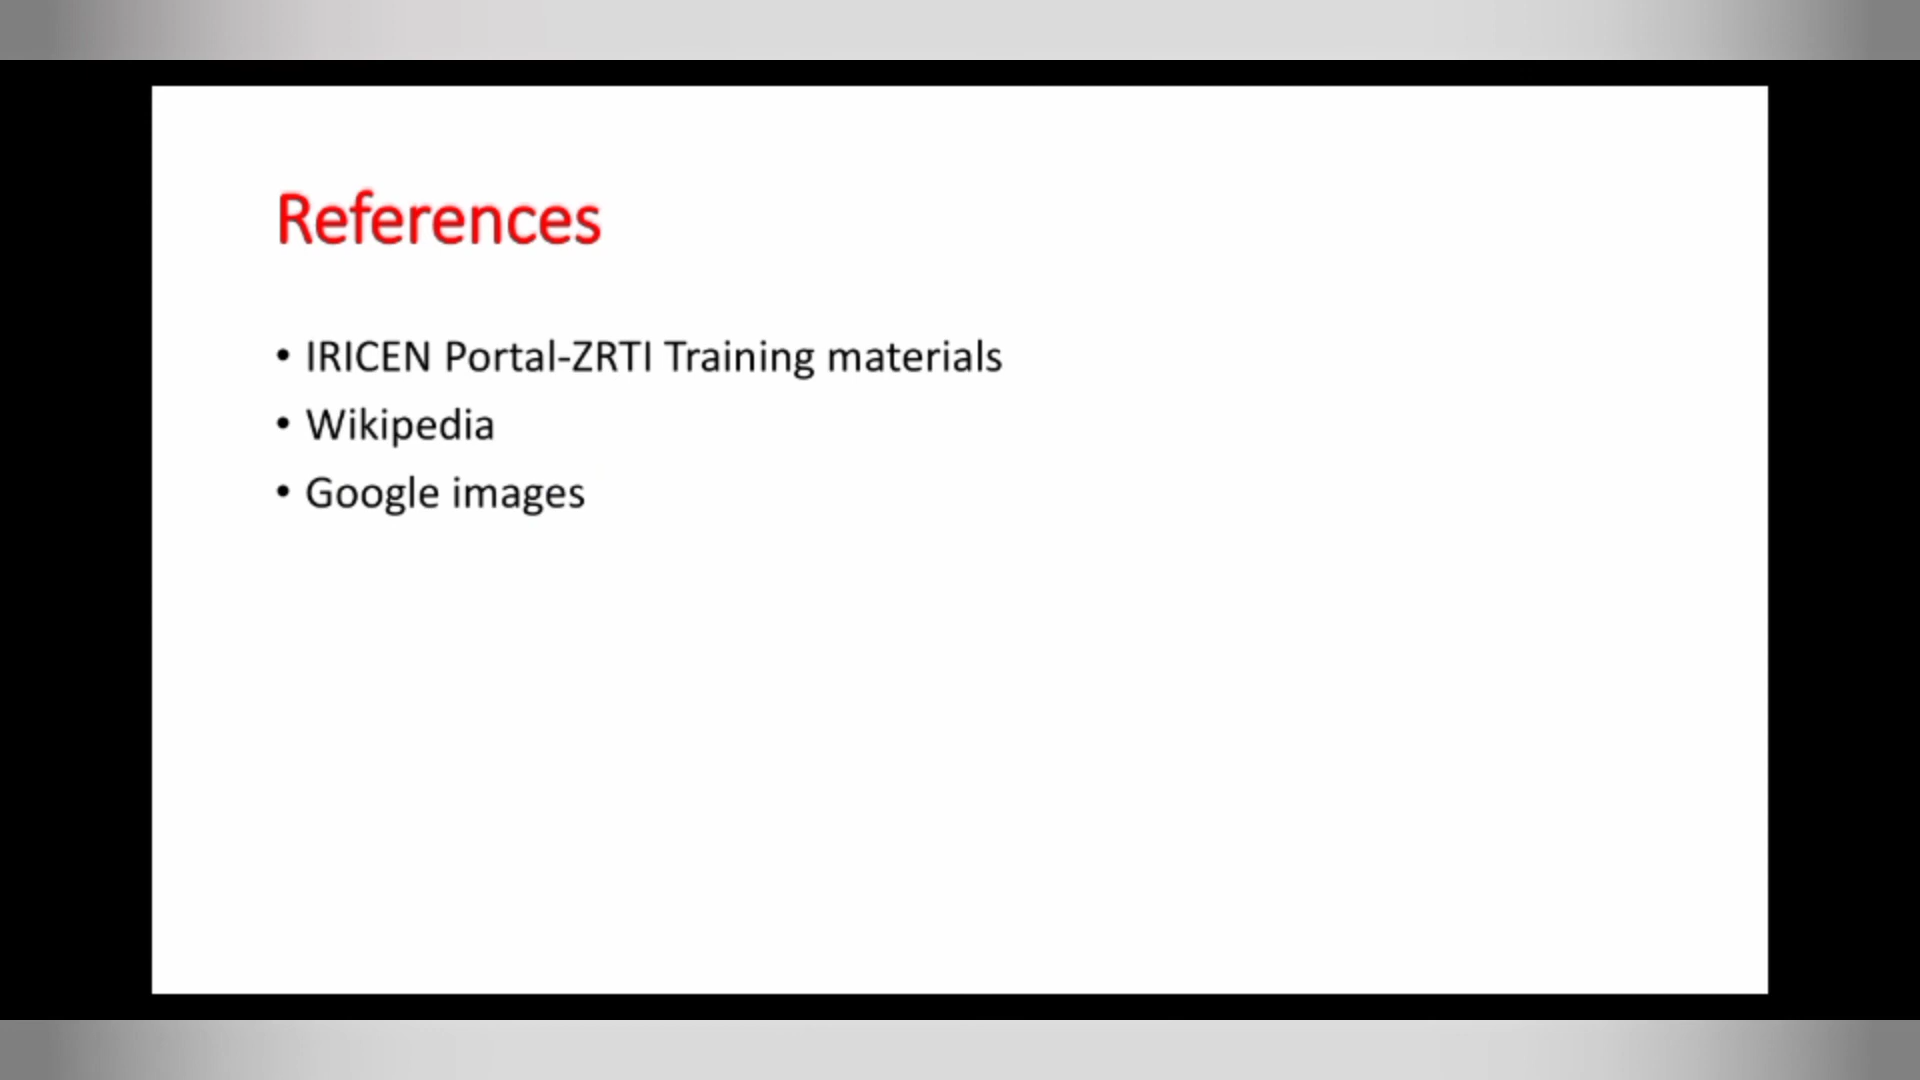 References
• IRICEN Portal-ZRTI Training materials
• Wikipedia
• Google images